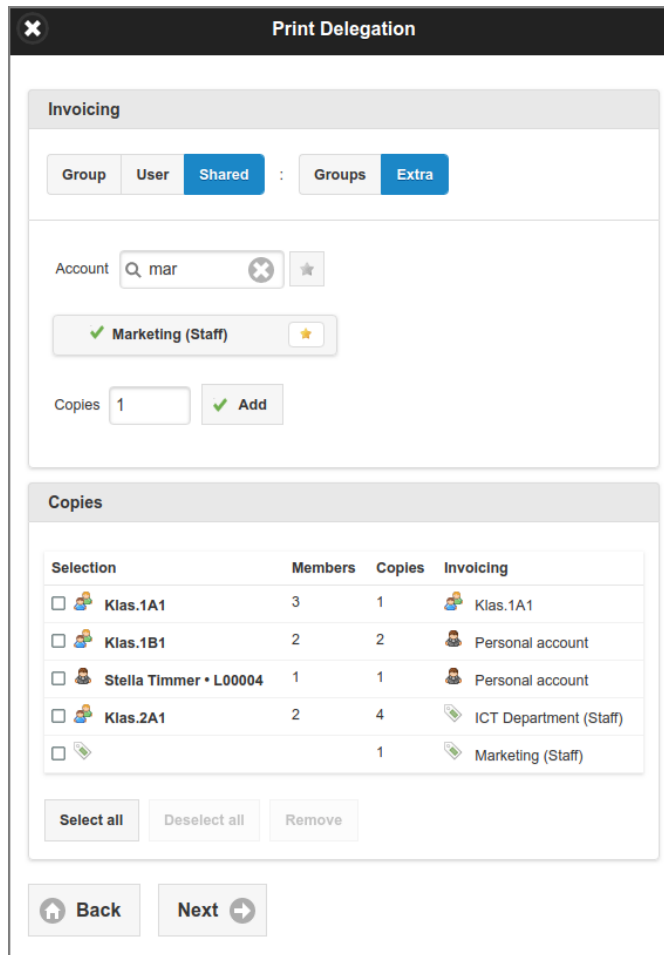 Print Delegation
Invoicing
Group User Shared : Groups Extra
Account mar
Marketing (Staff)
Copies 1 Add
Copies
Selection Members Copies Invoicing
Klas.1A1 3 1 Klas.1A1
Klas.1B1 2 2 Personal account
Stella Timmer • L00004 1 1 Personal account
Klas.2A1 2 4 ICT Department (Staff)
1 Marketing (Staff)
Select all Deselect all Remove
Back Next